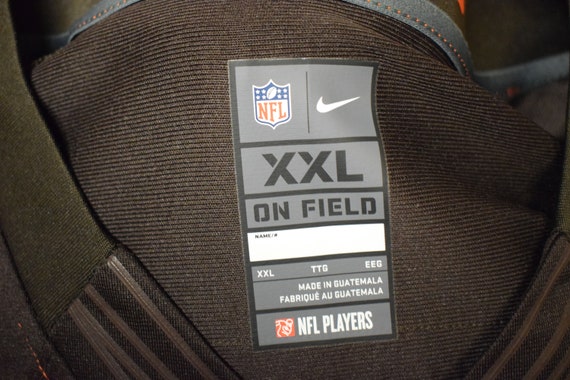 NFL
XXL
ON FIELD
NAME/#
XXL TTG EEG
MADE IN GUATEMALA
FABRIQUÉ AU GUATEMALA
NFL PLAYERS